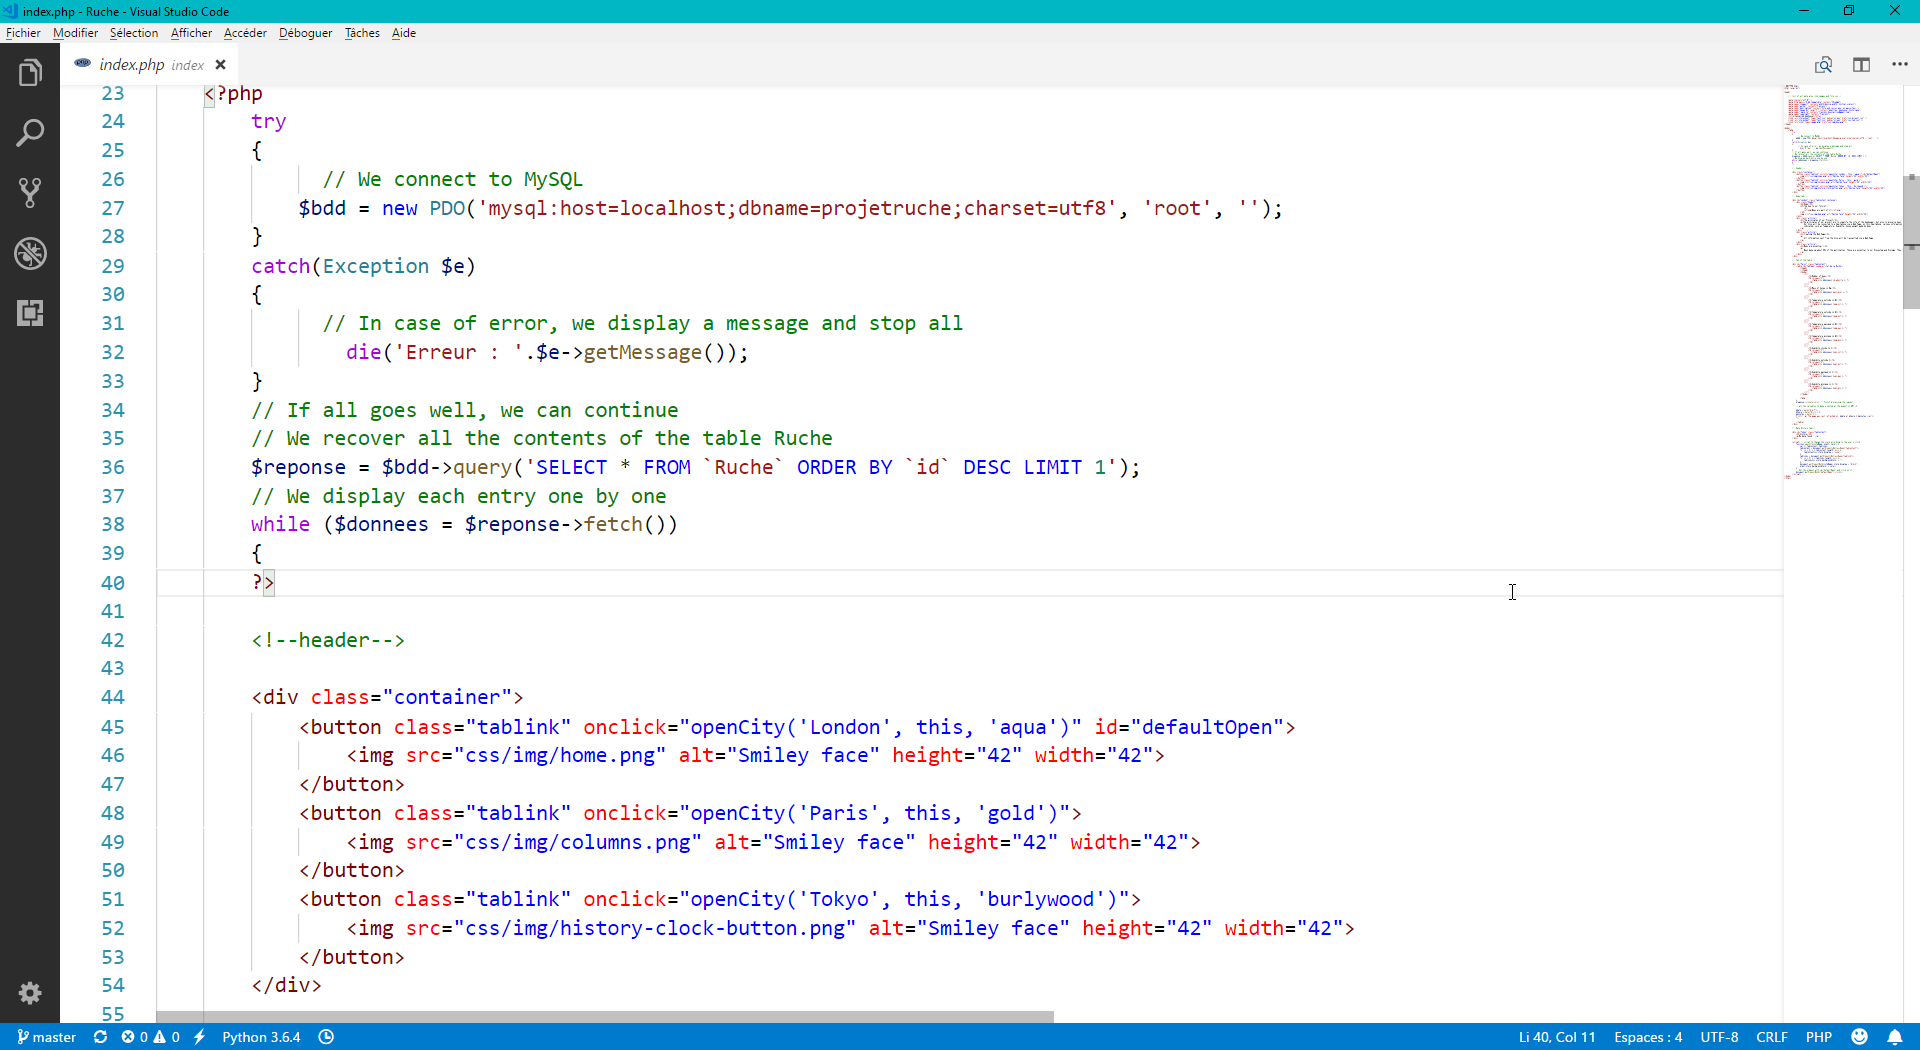 index.php - Ruche - Visual Studio Code
Fichier Modifier Sélection Afficher Accéder Déboguer Tâches Aide
index.php index
23 <?php
24 try
25 {
26 // We connect to MySQL
27 $bdd = new PDO('mysql:host=localhost;dbname=projetruche;charset=utf8', 'root', '');
28 }
29 catch(Exception $e)
30 {
31 // In case of error, we display a message and stop all
32 die('Erreur : '.$e->getMessage());
33 }
34 // If all goes well, we can continue
35 // We recover all the contents of the table Ruche
36 $reponse = $bdd->query('SELECT * FROM `Ruche` ORDER BY `id` DESC LIMIT 1');
37 // We display each entry one by one
38 while ($donnees = $reponse->fetch())
39 {
40 ?>
41
42 <!--header-->
43
44 <div class="container">
45 <button class="tablink" onclick="openCity('London', this, 'aqua')" id="defaultOpen">
46 <img src="css/img/home.png" alt="Smiley face" height="42" width="42">
47 </button>
48 <button class="tablink" onclick="openCity('Paris', this, 'gold')">
49 <img src="css/img/columns.png" alt="Smiley face" height="42" width="42">
50 </button>
51 <button class="tablink" onclick="openCity('Tokyo', this, 'burlywood')">
52 <img src="css/img/history-clock-button.png" alt="Smiley face" height="42" width="42">
53 </button>
54 </div>
55
master 0 0 Python 3.6.4 Li 40, Col 11 Espaces : 4 UTF-8 CRLF PHP